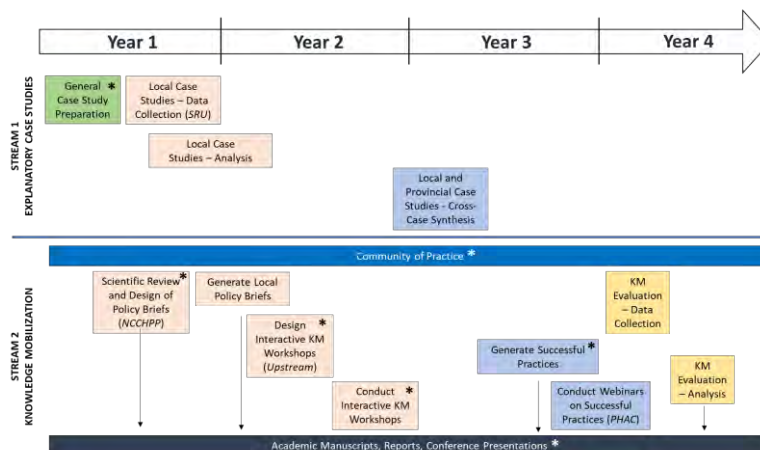 Year 1
Year 2
Year 3
Year 4
STREAM 1
EXPLANATORY CASE STUDIES
General *
Case Study
Preparation
Local Case
Studies – Data
Collection (SRU)
Local Case
Studies – Analysis
Local and
Provincial Case
Studies - Cross-
Case Synthesis
STREAM 2
KNOWLEDGE MOBILIZATION
Community of Practice *
Scientific Review *
and Design of
Policy Briefs
(NCCHPP)
Generate Local
Policy Briefs
Design *
Interactive KM
Workshops
(Upstream)
Conduct *
Interactive KM
Workshops
Generate Successful *
Practices
Conduct Webinars
on Successful
Practices (PHAC)
KM
Evaluation
– Data
Collection
KM
Evaluation
– Analysis
Academic Manuscripts, Reports, Conference Presentations *